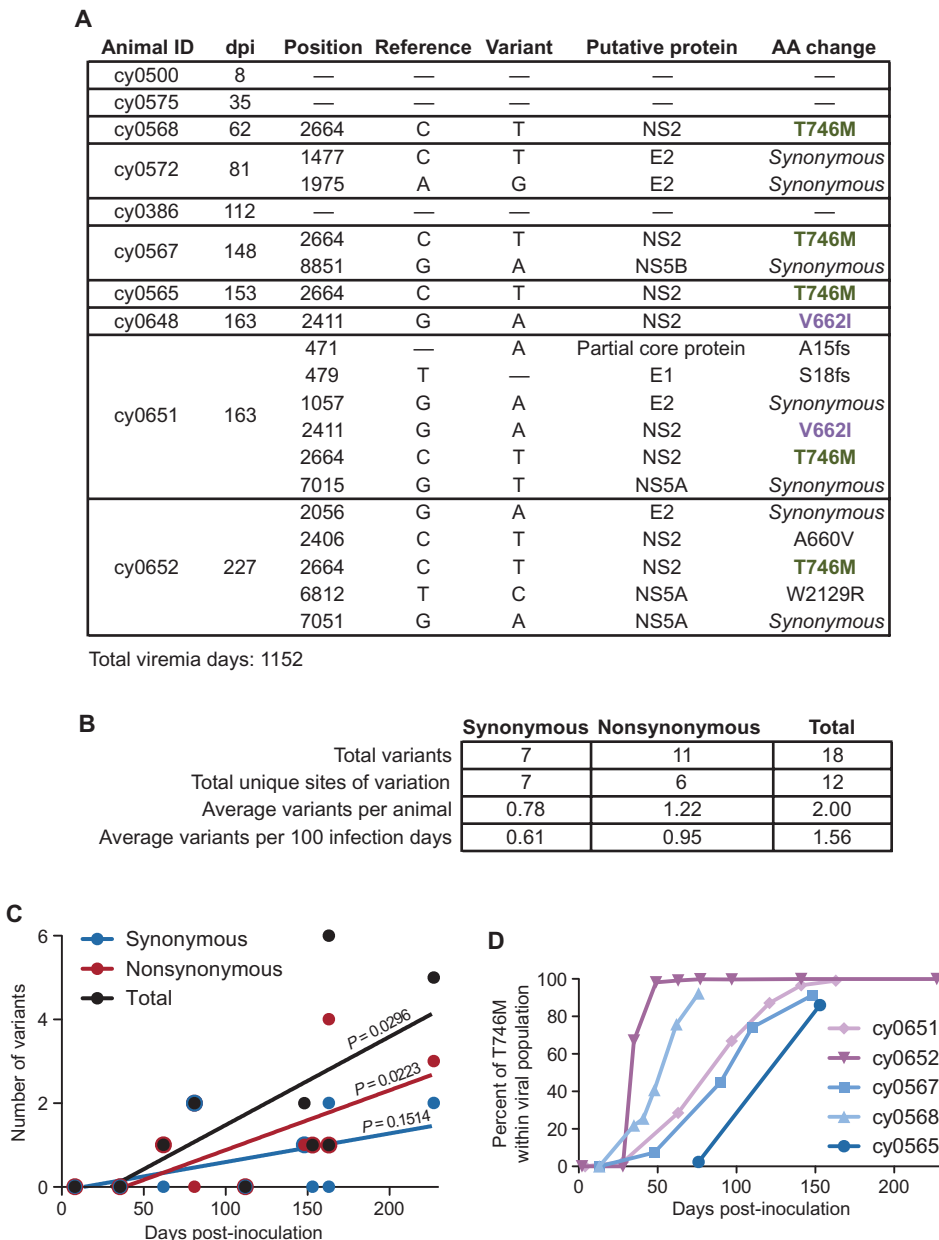 A
Animal ID dpi Position Reference Variant Putative protein AA change
cy0500 8 — — — — —
cy0575 35 — — — — —
cy0568 62 2664 C T NS2 T746M
cy0572 81 1477 C T E2 Synonymous
1975 A G E2 Synonymous
cy0386 112 — — — — —
cy0567 148 2664 C T NS2 T746M
8851 G A NS5B Synonymous
cy0565 153 2664 C T NS2 T746M
cy0648 163 2411 G A NS2 V662I
cy0651 163 471 — A Partial core protein A15fs
479 T — E1 S18fs
1057 G A E2 Synonymous
2411 G A NS2 V662I
2664 C T NS2 T746M
7015 G T NS5A Synonymous
cy0652 227 2056 G A E2 Synonymous
2406 C T NS2 A660V
2664 C T NS2 T746M
6812 T C NS5A W2129R
7051 G A NS5A Synonymous
Total viremia days: 1152
B
Synonymous Nonsynonymous Total
Total variants 7 11 18
Total unique sites of variation 7 6 12
Average variants per animal 0.78 1.22 2.00
Average variants per 100 infection days 0.61 0.95 1.56
C
Number of variants
6
4
2
0
Synonymous
Nonsynonymous
Total
P = 0.0296
P = 0.0223
P = 0.1514
0 50 100 150 200
Days post-inoculation
D
Percent of T746M
within viral population
100
80
60
40
20
0
cy0651
cy0652
cy0567
cy0568
cy0565
0 50 100 150 200
Days post-inoculation